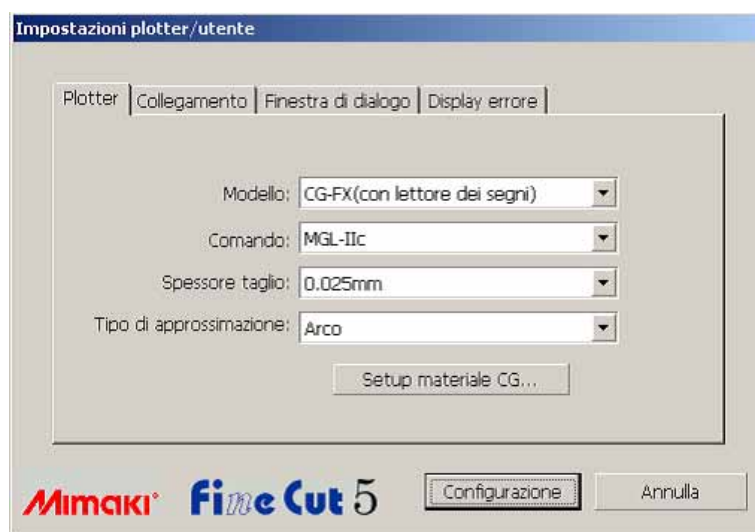 Impostazioni plotter/utente
Plotter Collegamento Finestra di dialogo Display errore
Modello: CG-FX(con lettore dei segni)
Comando: MGL-IIc
Spessore taglio: 0.025mm
Tipo di approssimazione: Arco
Setup materiale CG...
Mimaki Fine Cut 5 Configurazione Annulla